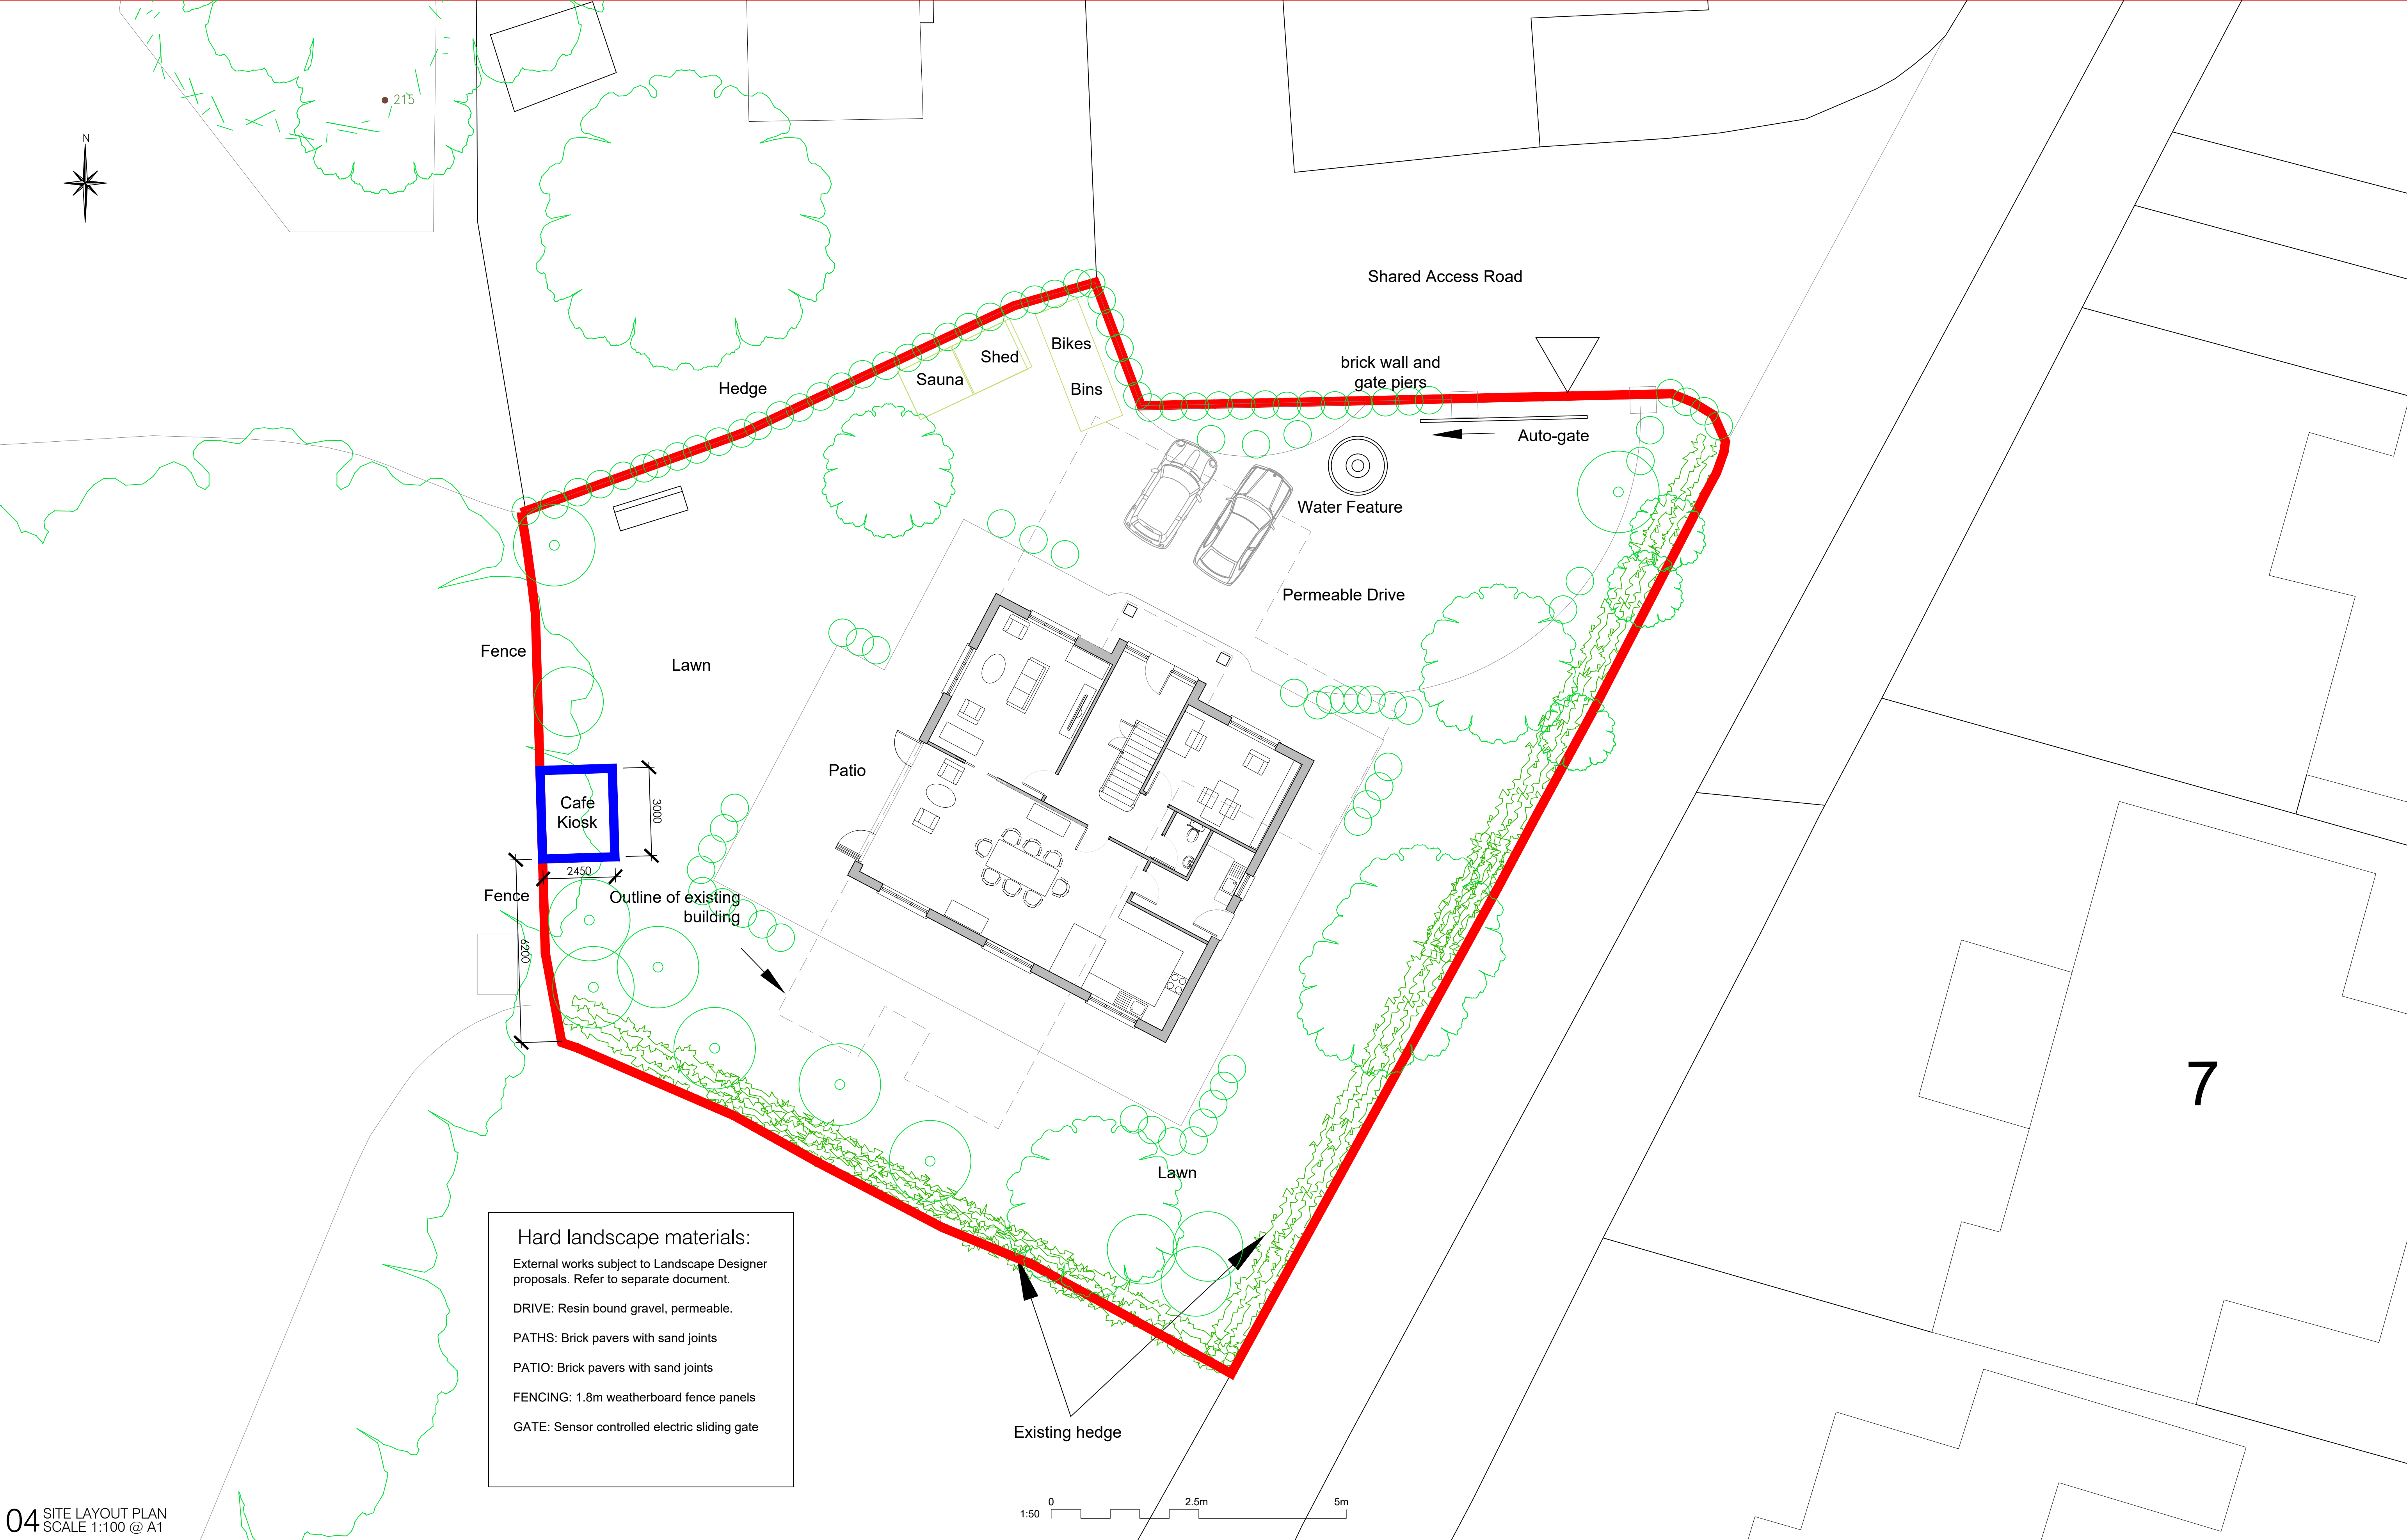 215
N
Shared Access Road
brick wall and
gate piers
Bikes
Shed
Sauna
Bins
Hedge
Auto-gate
Water Feature
Permeable Drive
Fence
Lawn
Patio
Cafe
Kiosk
3000
2450
Fence
Outline of existing
building
6200
7
Lawn
Hard landscape materials:
External works subject to Landscape Designer
proposals. Refer to separate document.
DRIVE: Resin bound gravel, permeable.
PATHS: Brick pavers with sand joints
PATIO: Brick pavers with sand joints
FENCING: 1.8m weatherboard fence panels
GATE: Sensor controlled electric sliding gate
Existing hedge
1:50
0 2.5m 5m
04 SITE LAYOUT PLAN
SCALE 1:100 @ A1